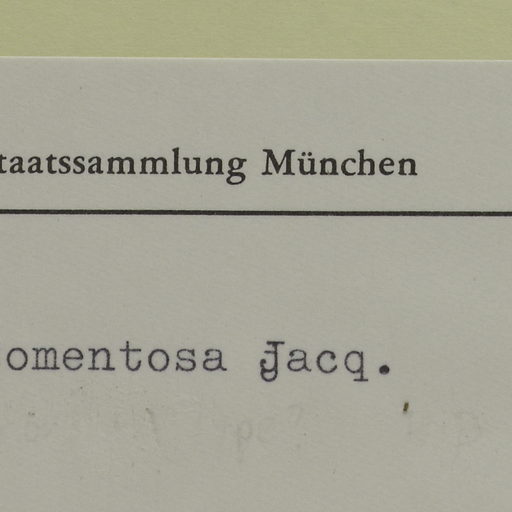 taatssammlung München
omentosa Jacq.